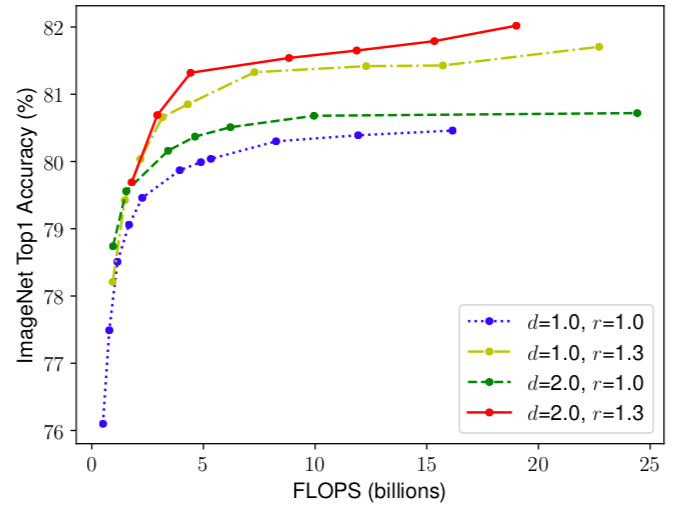 ImageNet Top1 Accuracy (%)
82
81
80
79
78
77
76
0 5 10 15 20 25
FLOPS (billions)
d=1.0, r=1.0
d=1.0, r=1.3
d=2.0, r=1.0
d=2.0, r=1.3